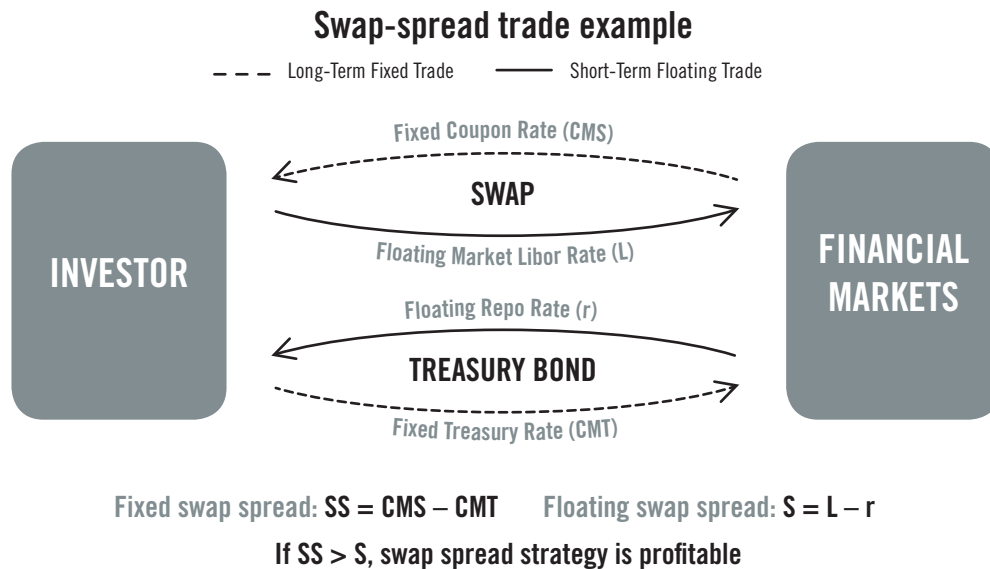 Swap-spread trade example
Long-Term Fixed Trade Short-Term Floating Trade
Fixed Coupon Rate (CMS)
SWAP
Floating Market Libor Rate (L)
INVESTOR
FINANCIAL
MARKETS
Floating Repo Rate (r)
TREASURY BOND
Fixed Treasury Rate (CMT)
Fixed swap spread: SS = CMS – CMT Floating swap spread: S = L – r
If SS > S, swap spread strategy is profitable